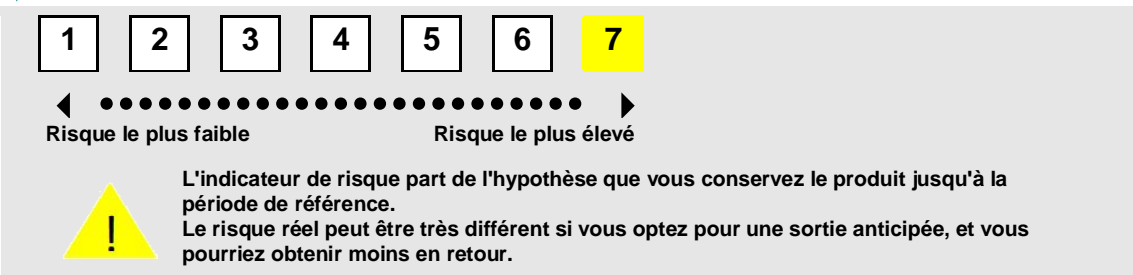 1 2 3 4 5 6 7
Risque le plus faible Risque le plus élevé
L'indicateur de risque part de l'hypothèse que vous conservez le produit jusqu'à la
période de référence.
Le risque réel peut être très différent si vous optez pour une sortie anticipée, et vous
pourriez obtenir moins en retour.
!